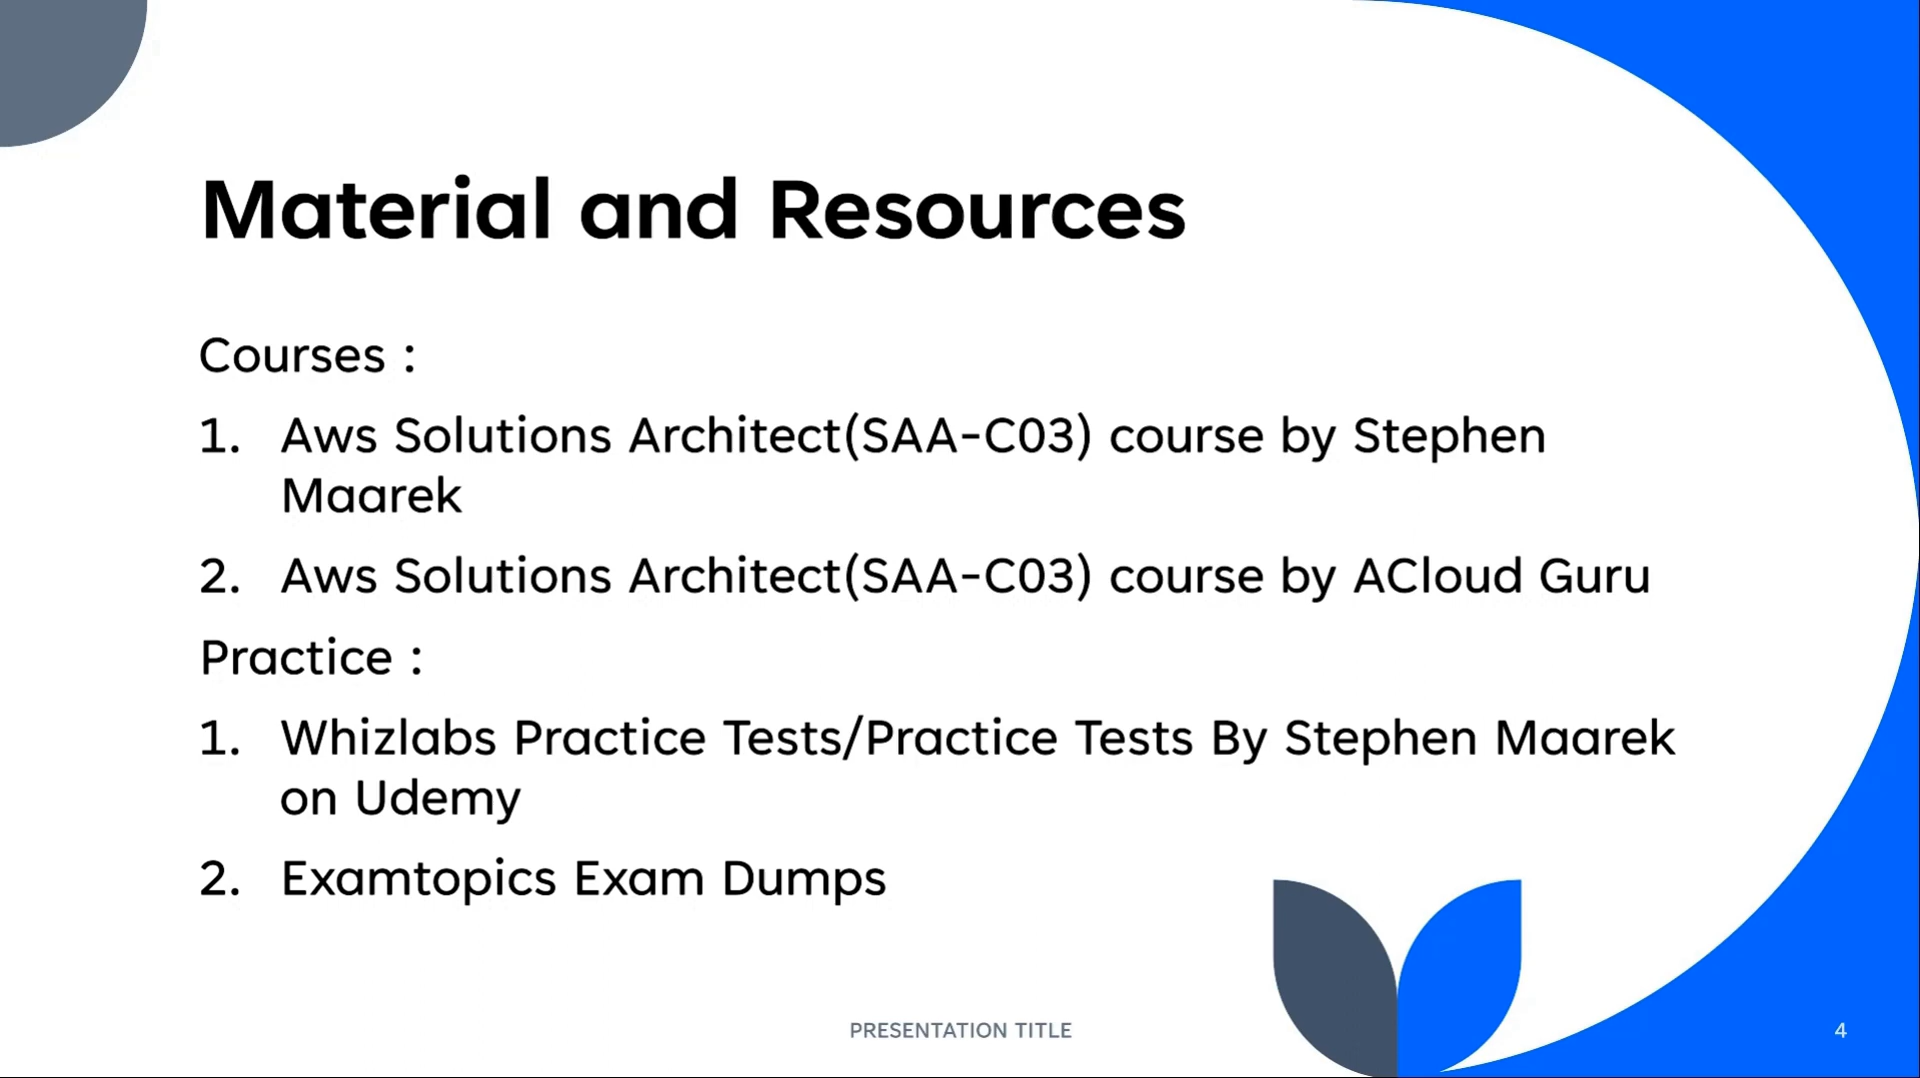 Material and Resources
Courses :
1. Aws Solutions Architect(SAA-C03) course by Stephen
Maarek
2. Aws Solutions Architect(SAA-C03) course by ACloud Guru
Practice :
1. Whizlabs Practice Tests/Practice Tests By Stephen Maarek
on Udemy
2. Examtopics Exam Dumps
PRESENTATION TITLE
4